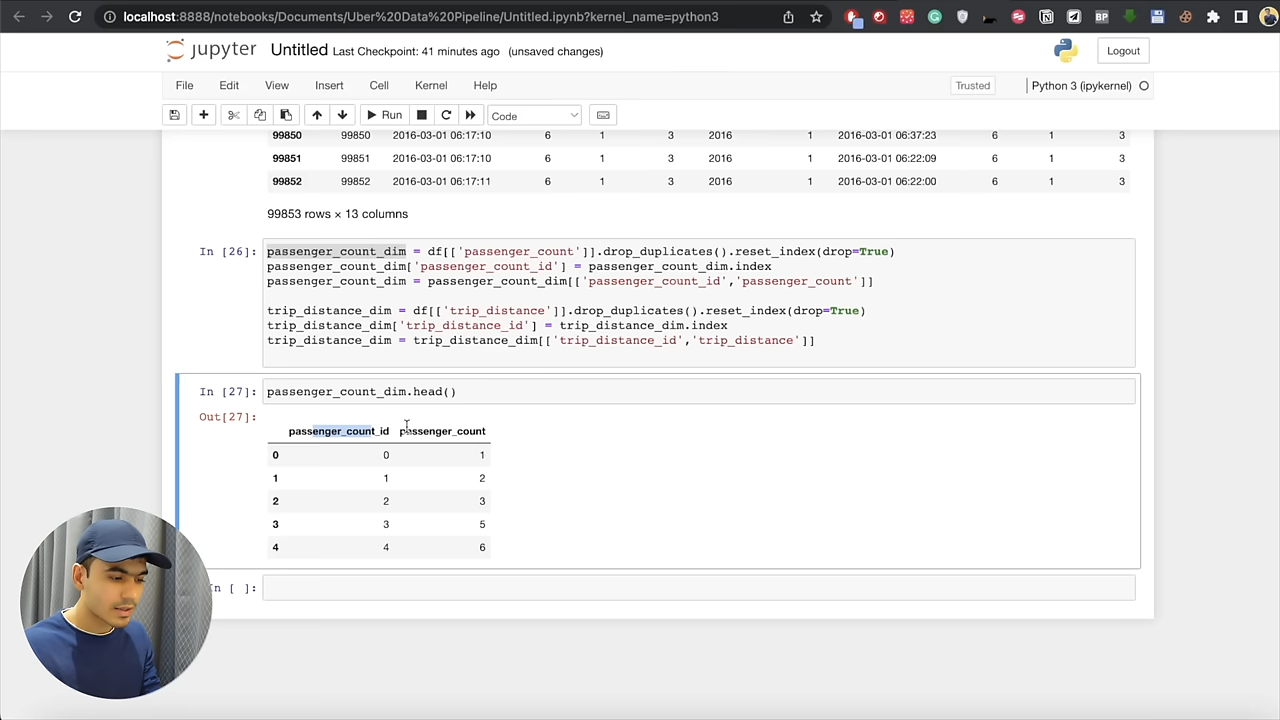 localhost:8888/notebooks/Documents/Uber%20Data%20Pipeline/Untitled.ipynb?kernel_name=python3
BP
jupyter Untitled Last Checkpoint: 41 minutes ago (unsaved changes) Logout
File Edit View Insert Cell Kernel Help Trusted Python 3 (ipykernel)
Run Code
99850 99850 2016-03-01 06:17:10 6 1 3 2016 1 2016-03-01 06:37:23 6 1 3
99851 99851 2016-03-01 06:17:10 6 1 3 2016 1 2016-03-01 06:22:09 6 1 3
99852 99852 2016-03-01 06:17:11 6 1 3 2016 1 2016-03-01 06:22:00 6 1 3
99853 rows × 13 columns
In [26]: passenger_count_dim = df[['passenger_count']].drop_duplicates().reset_index(drop=True)
passenger_count_dim['passenger_count_id'] = passenger_count_dim.index
passenger_count_dim = passenger_count_dim[['passenger_count_id','passenger_count']]
trip_distance_dim = df[['trip_distance']].drop_duplicates().reset_index(drop=True)
trip_distance_dim['trip_distance_id'] = trip_distance_dim.index
trip_distance_dim = trip_distance_dim[['trip_distance_id','trip_distance']]
In [27]: passenger_count_dim.head()
Out[27]:
passenger_count_id passenger_count
0 0 1
1 1 2
2 2 3
3 3 5
4 4 6
In [ ]: